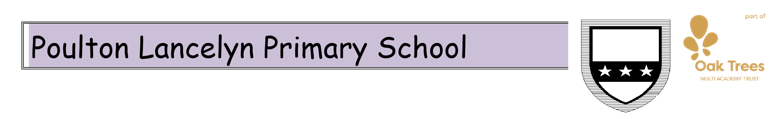 Poulton Lancelyn Primary School
part of
Oak Trees
MULTI ACADEMY TRUST